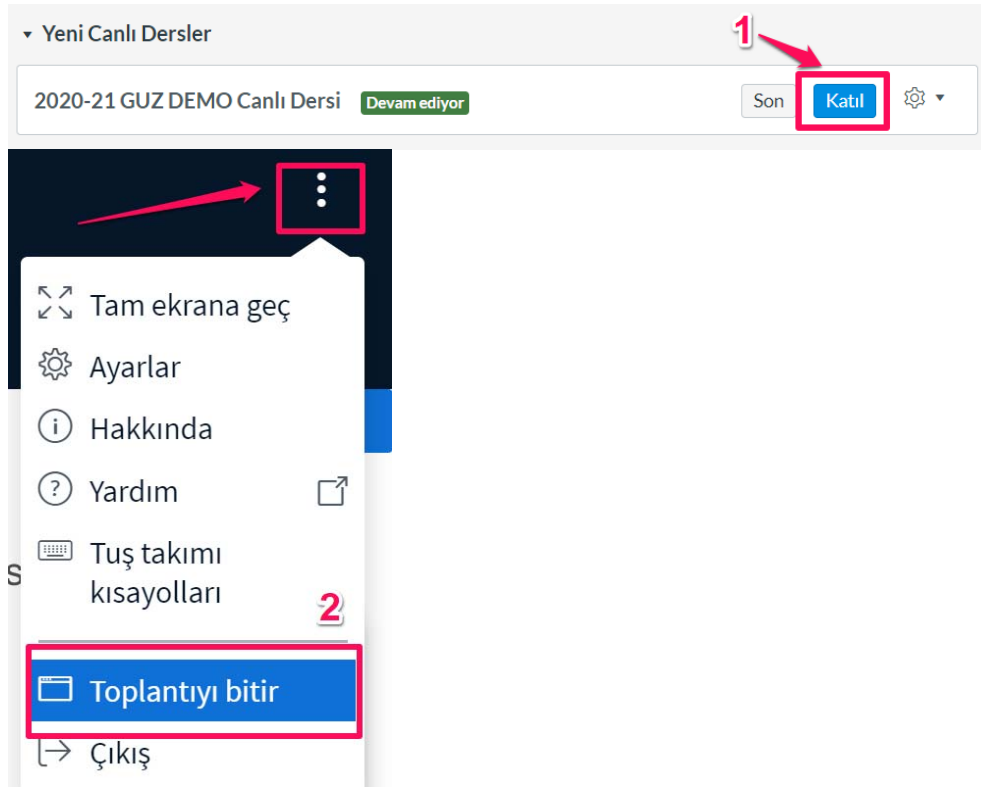 Yeni Canlı Dersler
1
2020-21 GUZ DEMO Canlı Dersi Devam ediyor Son Katıl
Tam ekrana geç
Ayarlar
Hakkında
Yardım
Tuş takımı
kısayolları
2
Toplantıyı bitir
Çıkış